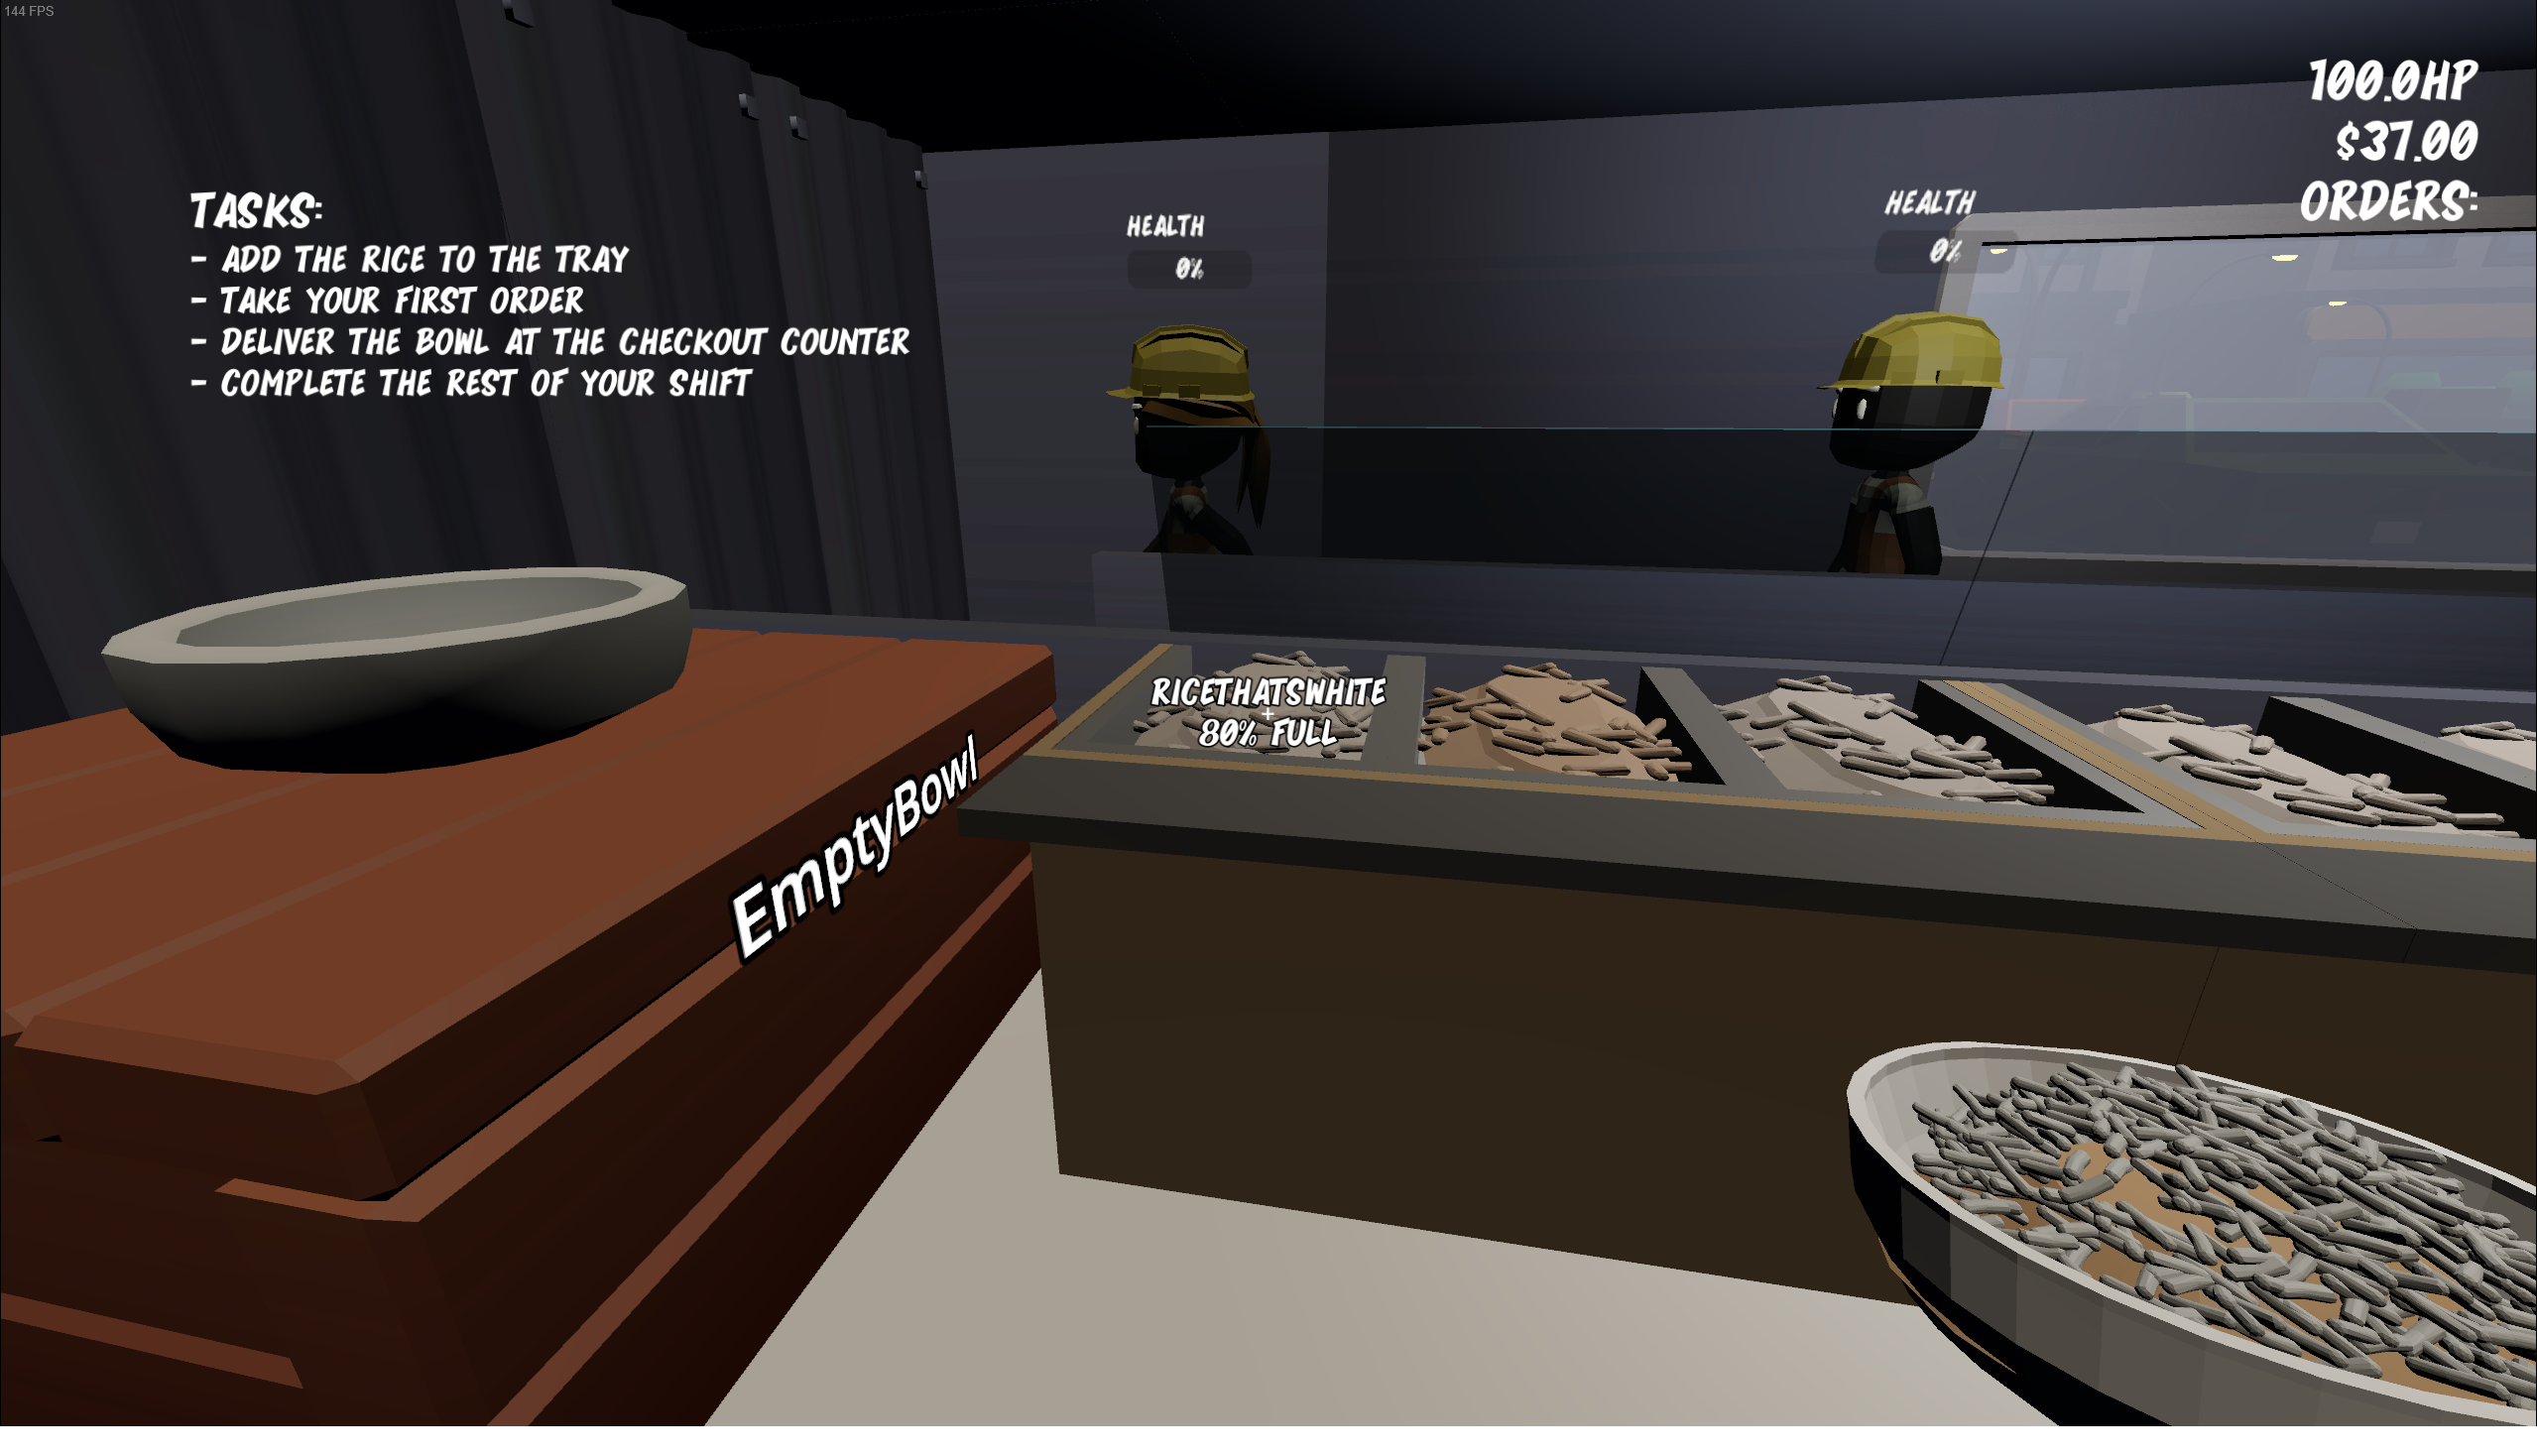 144 FPS
100.0HP
$37.00
ORDERS:
TASKS:
- ADD THE RICE TO THE TRAY
- TAKE YOUR FIRST ORDER
- DELIVER THE BOWL AT THE CHECKOUT COUNTER
- COMPLETE THE REST OF YOUR SHIFT
HEALTH
0%
HEALTH
0%
RICETHATSWHITE
80% FULL
EmptyBowl